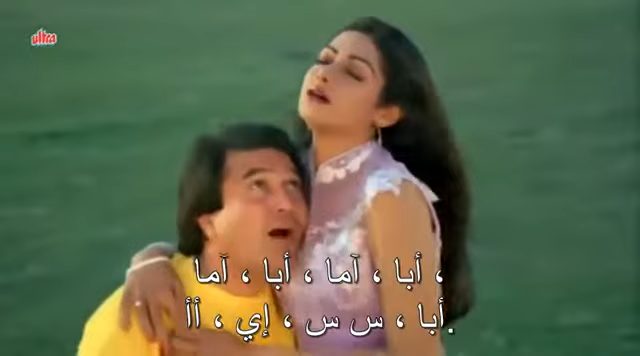 ultra
، أبا ، آما ، أبا ، آما
أبا ، س س ، إي ، أأ.